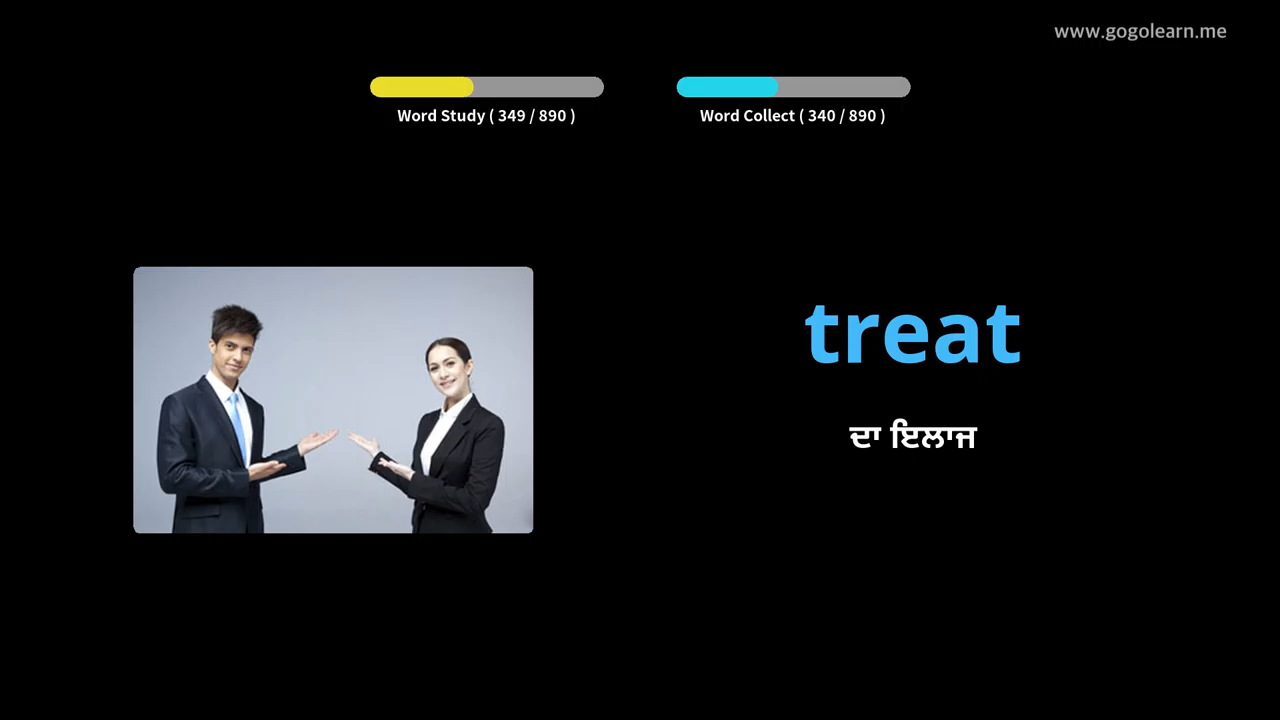 www.gogolearn.me
Word Study ( 349 / 890 )
Word Collect ( 340 / 890 )
treat
ਦਾ ਇਲਾਜ